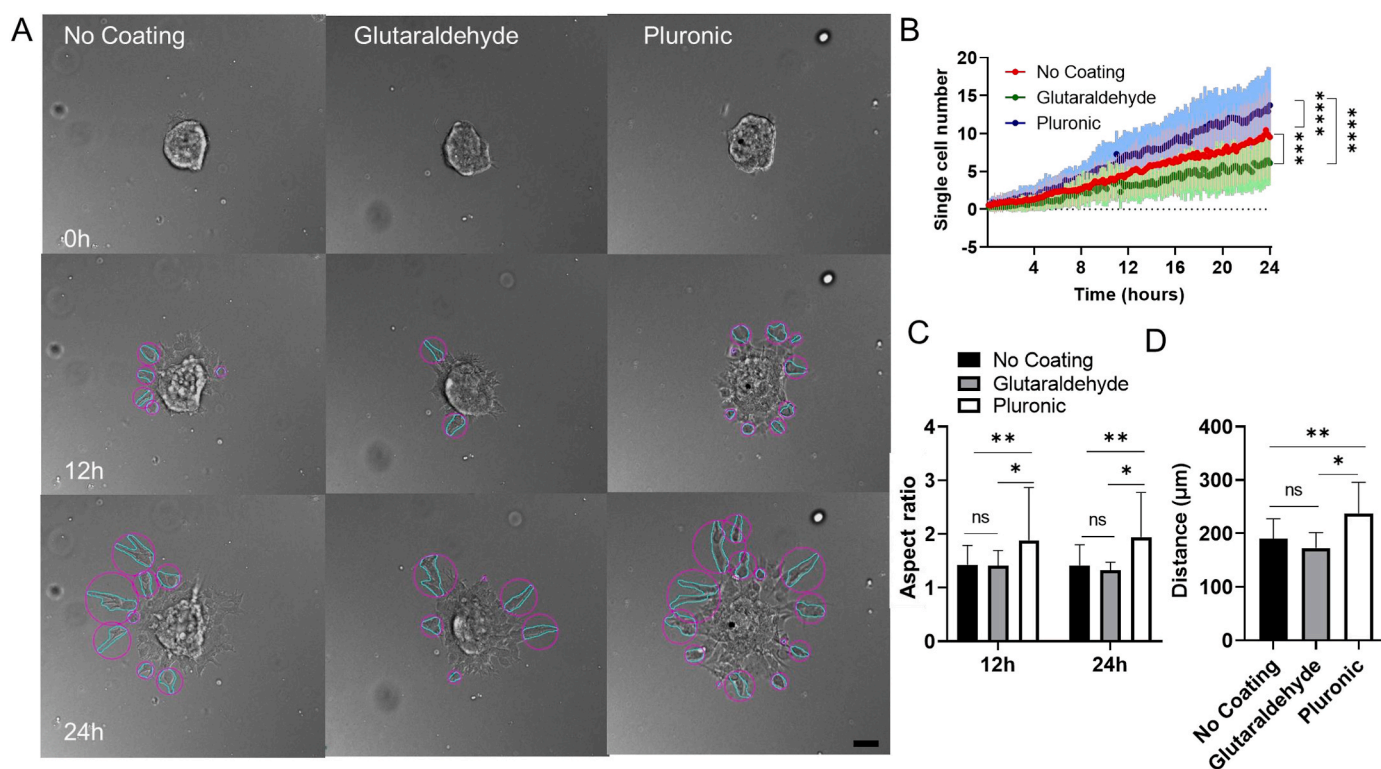 A
No Coating
Glutaraldehyde
Pluronic
0h
12h
24h
B
Single cell number
20
15
10
5
0
-5
No Coating
Glutaraldehyde
Pluronic
4 8 12 16 20 24
Time (hours)
***
****
****
C
No Coating
Glutaraldehyde
Pluronic
Aspect ratio
4
3
2
1
0
** **
* *
ns ns
12h 24h
D
Distance (µm)
400
300
200
100
0
**
*
ns
No Coating
Glutaraldehyde
Pluronic